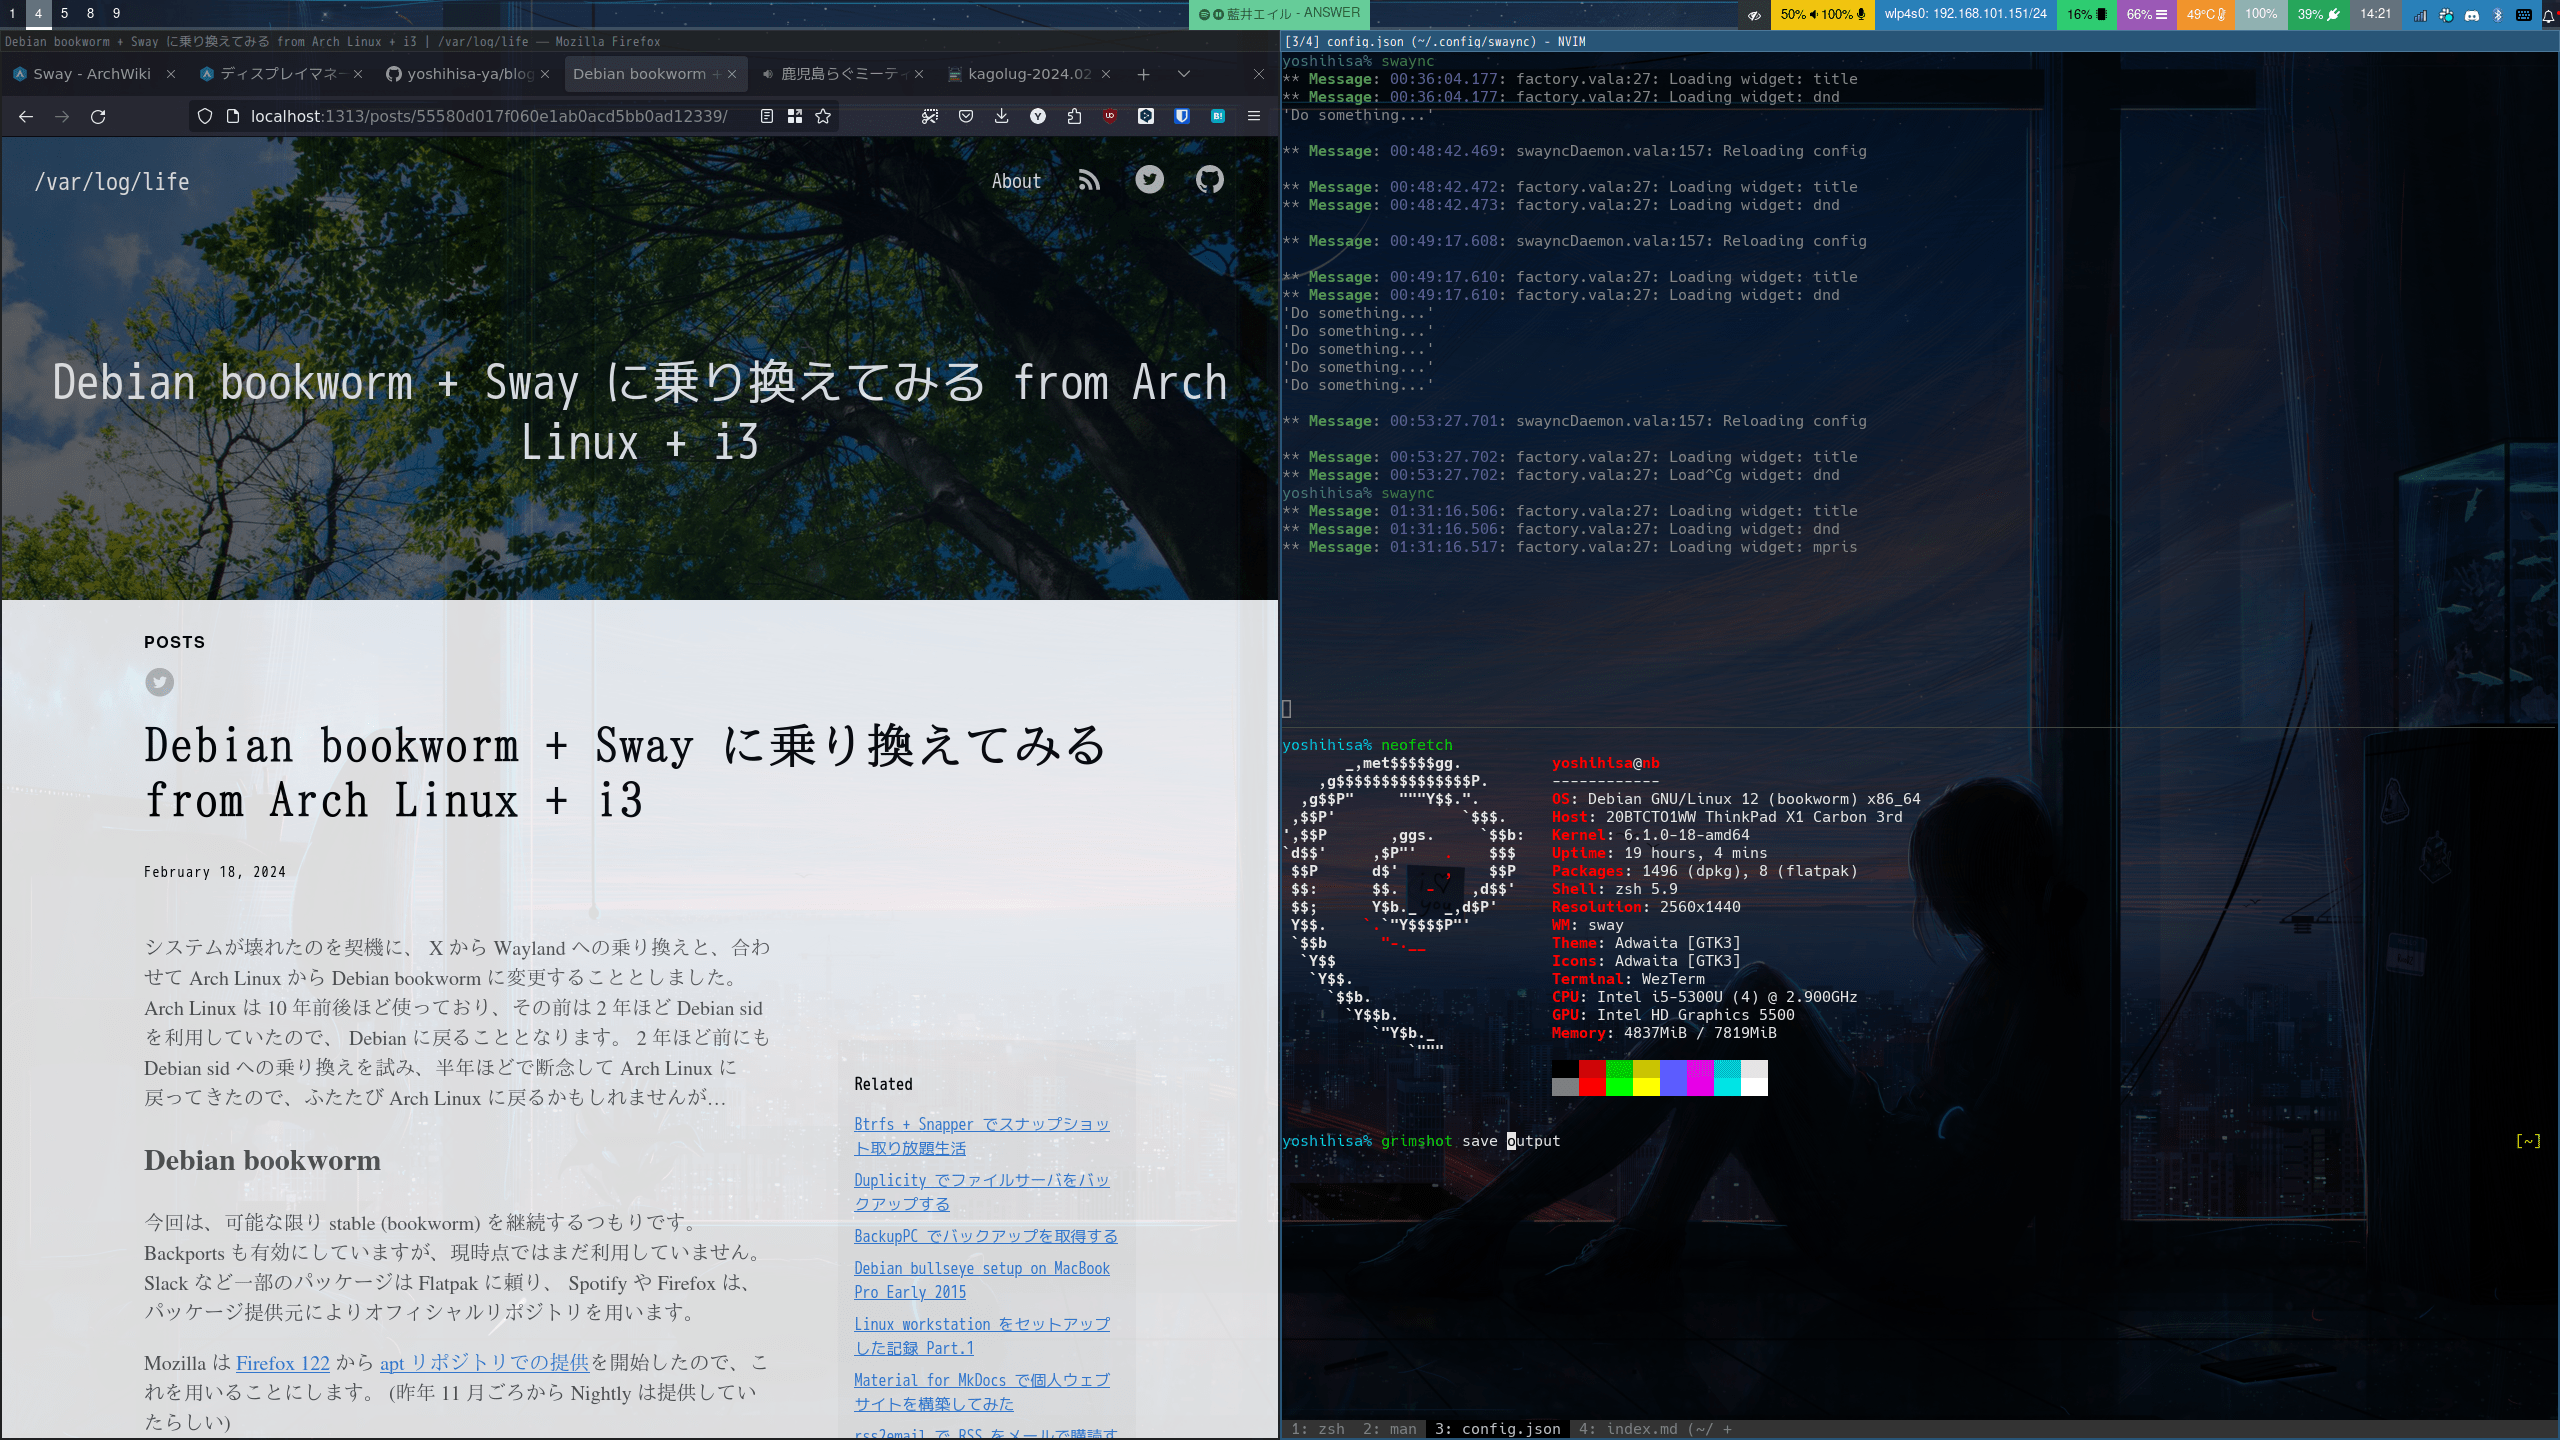 1 4 5 8 9
藍井エイル - ANSWER
50% 100% wlp4s0: 192.168.101.151/24 16% 66% 49°C 100% 39% 14:21
Debian bookworm + Sway に乗り換えてみる from Arch Linux + i3 | /var/log/life — Mozilla Firefox
Sway - ArchWiki
ディスプレイマネー
yoshihisa-ya/blog
Debian bookworm +
鹿児島らぐミーティ
kagolug-2024.02
localhost:1313/posts/55580d017f060e1ab0acd5bb0ad12339/
/var/log/life
About
Debian bookworm + Sway に乗り換えてみる from Arch
Linux + i3
POSTS
Debian bookworm + Sway に乗り換えてみる
from Arch Linux + i3
February 18, 2024
システムが壊れたのを契機に、 X から Wayland への乗り換えと、合わ
せて Arch Linux から Debian bookworm に変更することとしました。
Arch Linux は 10 年前後ほど使っており、その前は 2 年ほど Debian sid
を利用していたので、 Debian に戻ることとなります。 2 年ほど前にも
Debian sid への乗り換えを試み、半年ほどで断念して Arch Linux に
戻ってきたので、ふたたび Arch Linux に戻るかもしれませんが…
Debian bookworm
今回は、可能な限り stable (bookworm) を継続するつもりです。
Backports も有効にしていますが、現時点ではまだ利用していません。
Slack など一部のパッケージは Flatpak に頼り、 Spotify や Firefox は、
パッケージ提供元によりオフィシャルリポジトリを用います。
Mozilla は Firefox 122 から apt リポジトリでの提供を開始したので、こ
れを用いることにします。 (昨年 11 月ごろから Nightly は提供してい
たらしい)
Related
Btrfs + Snapper でスナップショッ
ト取り放題生活
Duplicity でファイルサーバをバッ
クアップする
BackupPC でバックアップを取得する
Debian bullseye setup on MacBook
Pro Early 2015
Linux workstation をセットアップ
した記録 Part.1
Material for MkDocs で個人ウェブ
サイトを構築してみた
rss2email で RSS をメールで購読す
[3/4] config.json (~/.config/swaync) - NVIM
yoshihisa% swaync
** Message: 00:36:04.177: factory.vala:27: Loading widget: title
** Message: 00:36:04.177: factory.vala:27: Loading widget: dnd
'Do something...'
** Message: 00:48:42.469: swayncDaemon.vala:157: Reloading config
** Message: 00:48:42.472: factory.vala:27: Loading widget: title
** Message: 00:48:42.473: factory.vala:27: Loading widget: dnd
** Message: 00:49:17.608: swayncDaemon.vala:157: Reloading config
** Message: 00:49:17.610: factory.vala:27: Loading widget: title
** Message: 00:49:17.610: factory.vala:27: Loading widget: dnd
'Do something...'
'Do something...'
'Do something...'
'Do something...'
'Do something...'
** Message: 00:53:27.701: swayncDaemon.vala:157: Reloading config
** Message: 00:53:27.702: factory.vala:27: Loading widget: title
** Message: 00:53:27.702: factory.vala:27: Load^Cg widget: dnd
yoshihisa% swaync
** Message: 01:31:16.506: factory.vala:27: Loading widget: title
** Message: 01:31:16.506: factory.vala:27: Loading widget: dnd
** Message: 01:31:16.517: factory.vala:27: Loading widget: mpris
yoshihisa% neofetch
_,met$$$$$gg. yoshihisa@nb
,g$$$$$$$$$$$$$$$P. ------------
,g$$P" """Y$$.". OS: Debian GNU/Linux 12 (bookworm) x86_64
,$$P' `$$$. Host: 20BTCTO1WW ThinkPad X1 Carbon 3rd
',$$P ,ggs. `$$b: Kernel: 6.1.0-18-amd64
`d$$' ,$P"' . $$$ Uptime: 19 hours, 4 mins
$$P d$' , $$P Packages: 1496 (dpkg), 8 (flatpak)
$$: $$. - ,d$$' Shell: zsh 5.9
$$; Y$b._ _,d$P' Resolution: 2560x1440
Y$$. `.`"Y$$$$P"' WM: sway
`$$b "-.__ Theme: Adwaita [GTK3]
`Y$$ Icons: Adwaita [GTK3]
`Y$$. Terminal: WezTerm
`$$b. CPU: Intel i5-5300U (4) @ 2.900GHz
`Y$$b. GPU: Intel HD Graphics 5500
`"Y$b._ Memory: 4837MiB / 7819MiB
`"""
yoshihisa% grimshot save output [~]
1: zsh 2: man 3: config.json 4: index.md (~/ +